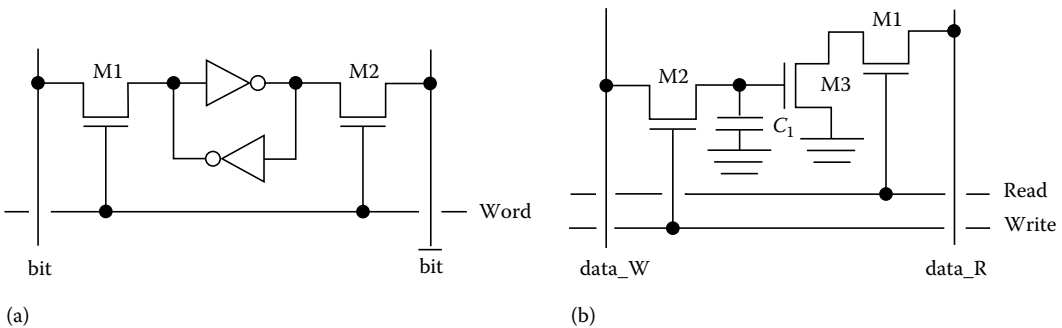 M1
M2
Word
bit
bit
(a)
M1
M2
M3
C1
Read
Write
data_W
data_R
(b)